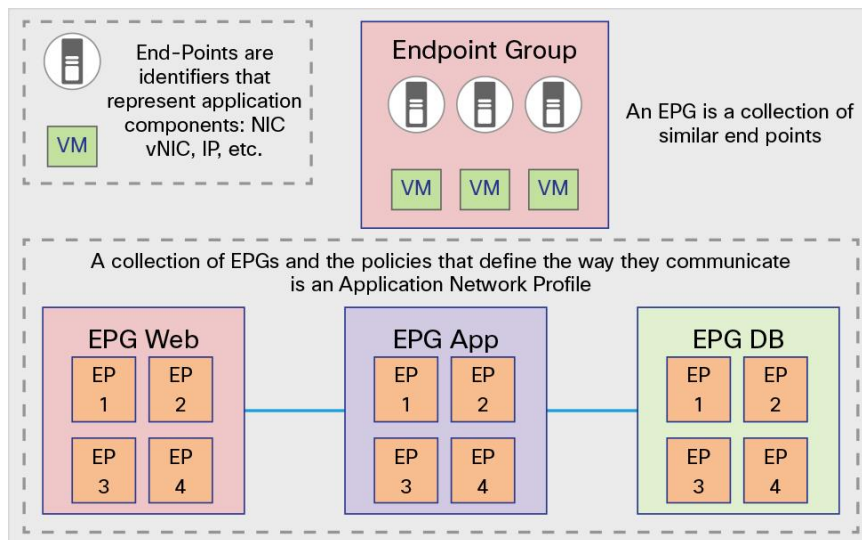 End-Points are
identifiers that
represent application
components: NIC
vNIC, IP, etc.
VM
Endpoint Group
VM VM VM
An EPG is a collection of
similar end points
A collection of EPGs and the policies that define the way they communicate
is an Application Network Profile
EPG Web
EP EP
1 2
EP EP
3 4
EPG App
EP EP
1 2
EP EP
3 4
EPG DB
EP EP
1 2
EP EP
3 4